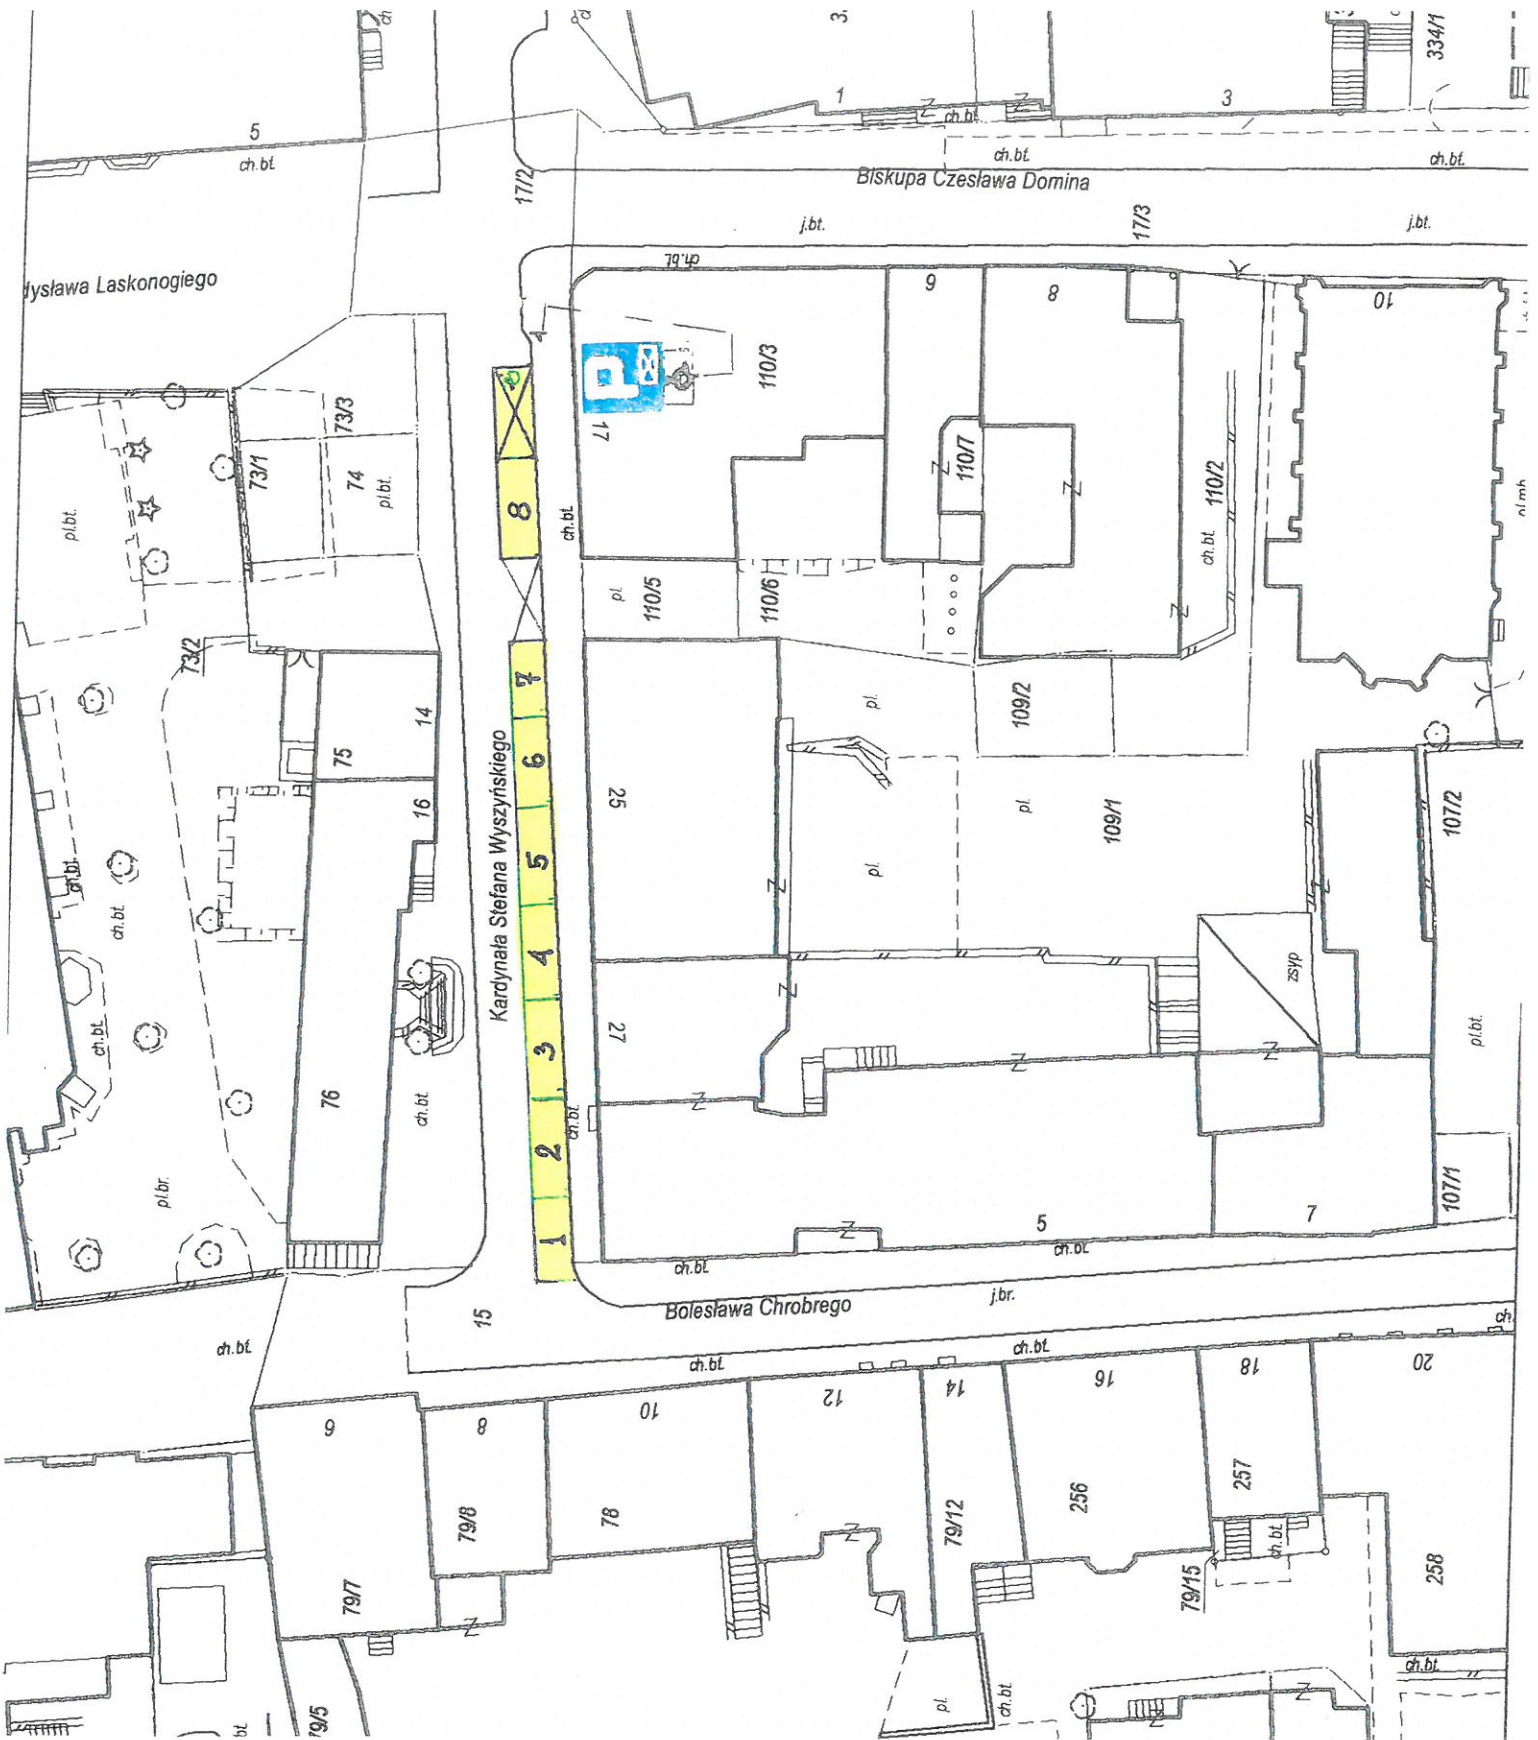 ch
3.
334/1
5
1
3
ch.bt.
ch.bt.
ch.bt.
ch.bt.
17/2
Biskupa Czesława Domina
j.bt.
17/3
j.bt.
dysława Laskonogiego
ch.bt.
6
8
10
P
110/3
17
73/3
73/1
74
pl.bt.
pl.bt.
8
ch.bt.
110/7
110/2
ch.bt.
pl.mb
pl.
110/5
110/6
73/2
7
14
75
109/2
pl.
6
16
25
Kardynała Stefana Wyszyńskiego
pl.
109/1
107/2
5
pl.
ch.bt.
ch.bt.
4
zsyp
27
3
ch.bt.
pl.bt.
76
ch.bt.
2
ch.bt.
pl.br.
107/1
1
5
7
ch.bt.
ch.bt.
Bolesława Chrobrego
j.br.
15
ch.bt.
ch.bt.
ch.bt.
6
8
10
12
14
16
18
20
79/8
78
79/12
256
257
ch.bt.
258
79/7
79/15
ch.bt.
pl.
ch.bt.
79/5
bt